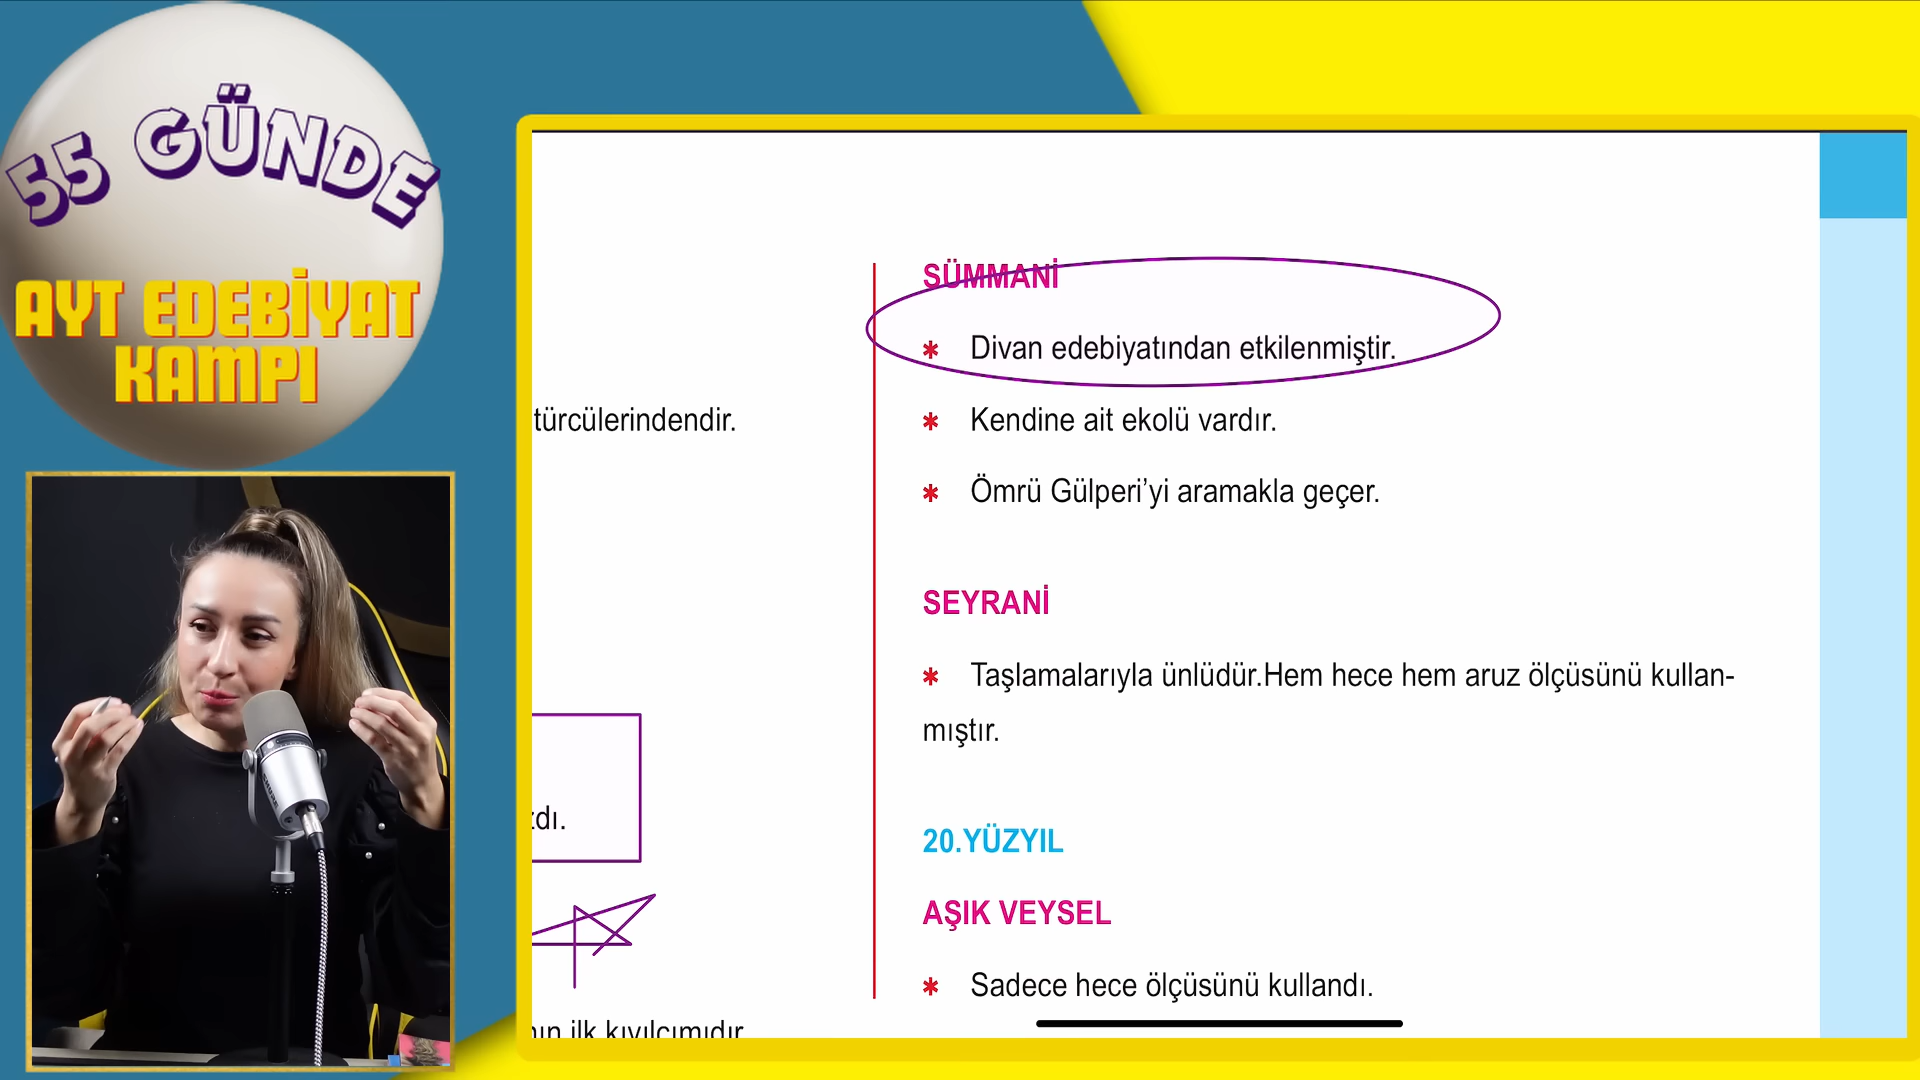 55 GÜNDE
AYT EDEBİYAT
KAMPI
türcülerindendir.
SÜMMANİ
* Divan edebiyatından etkilenmiştir.
* Kendine ait ekolü vardır.
* Ömrü Gülperi'yi aramakla geçer.
SEYRANİ
* Taşlamalarıyla ünlüdür.Hem hece hem aruz ölçüsünü kullan-
mıştır.
20.YÜZYIL
AŞIK VEYSEL
* Sadece hece ölçüsünü kullandı.
ilk kıvılcımıdır